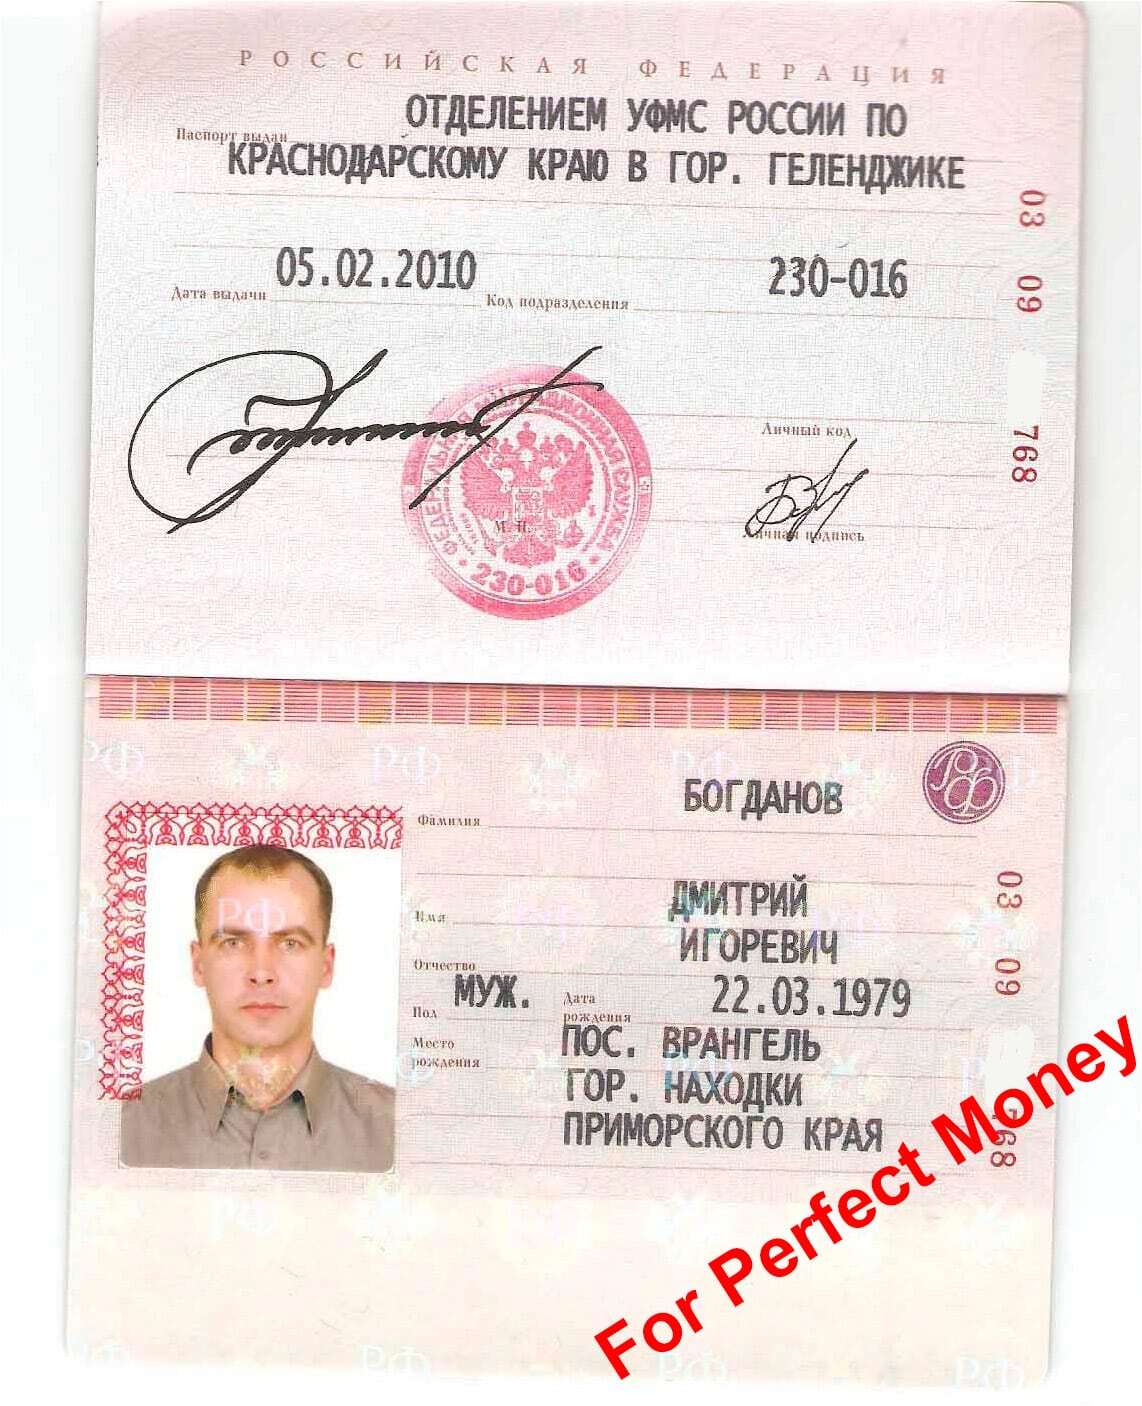 РОССИЙСКАЯ ФЕДЕРАЦИЯ
Паспорт выдан ОТДЕЛЕНИЕМ УФМС РОССИИ ПО
КРАСНОДАРСКОМУ КРАЮ В ГОР. ГЕЛЕНДЖИКЕ
Дата выдачи 05.02.2010 Код подразделения 230-016
03 09 768
Личный код
Личная подпись
М. П.
ФЕДЕРАЛЬНАЯ МИГРАЦИОННАЯ СЛУЖБА
230-016
РФ
Фамилия БОГДАНОВ
Имя ДМИТРИЙ
Отчество ИГОРЕВИЧ
Пол МУЖ. Дата рождения 22.03.1979
Место рождения ПОС. ВРАНГЕЛЬ
ГОР. НАХОДКИ
ПРИМОРСКОГО КРАЯ
03 09 768
For Perfect Money